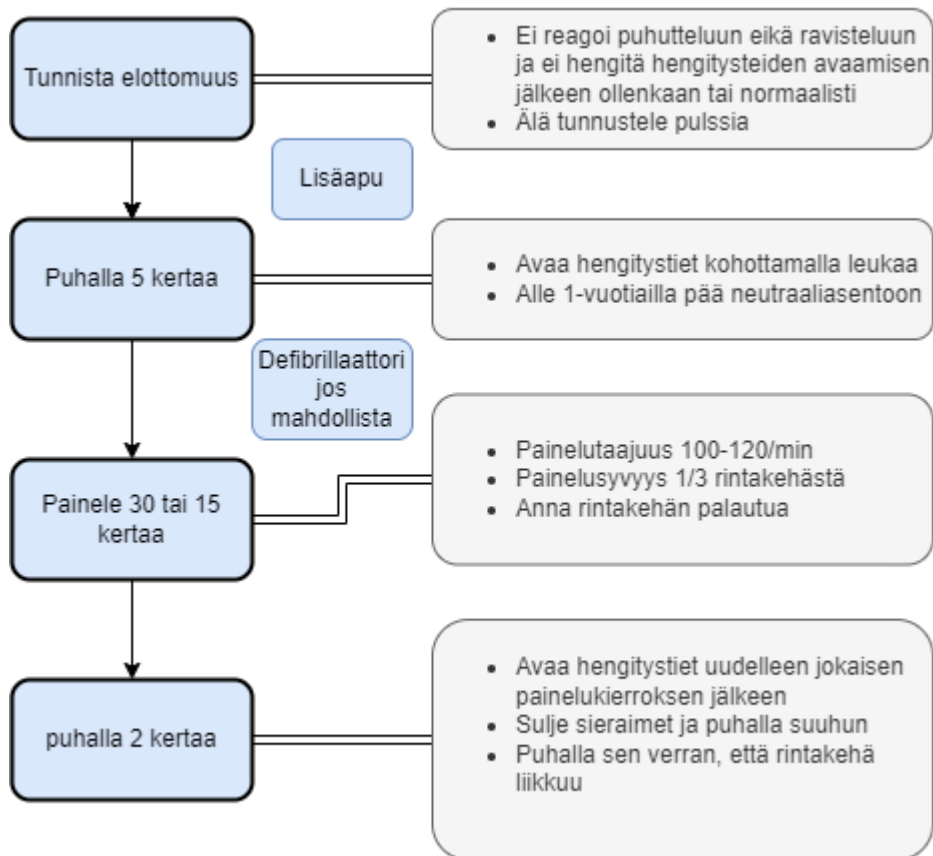 Tunnista elottomuus
• Ei reagoi puhutteluun eikä ravisteluun
ja ei hengitä hengitysteiden avaamisen
jälkeen ollenkaan tai normaalisti
• Älä tunnustele pulssia
Lisäapu
Puhalla 5 kertaa
• Avaa hengitystiet kohottamalla leukaa
• Alle 1-vuotiailla pää neutraaliasentoon
Defibrillaattori
jos
mahdollista
Painele 30 tai 15
kertaa
• Painelutaajuus 100-120/min
• Painelusyvyys 1/3 rintakehästä
• Anna rintakehän palautua
puhalla 2 kertaa
• Avaa hengitystiet uudelleen jokaisen
painelukierroksen jälkeen
• Sulje sieraimet ja puhalla suuhun
• Puhalla sen verran, että rintakehä
liikkuu